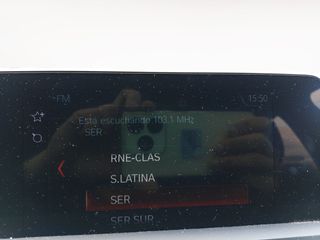 FM
15:50
Está escuchando 103.1 MHz
SER
RNE-CLAS
S.LATINA
SER
SER SUR